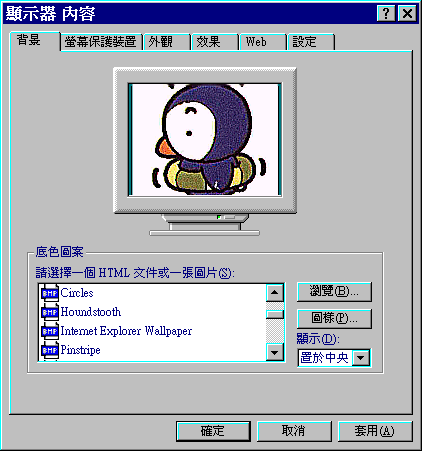 顯示器 內容
背景 螢幕保護裝置 外觀 效果 Web 設定
底色圖案
請選擇一個 HTML 文件或一張圖片(S):
Circles
Houndstooth
Internet Explorer Wallpaper
Pinstripe
瀏覽(B)...
圖樣(P)...
顯示(D):
置於中央
確定 取消 套用(A)